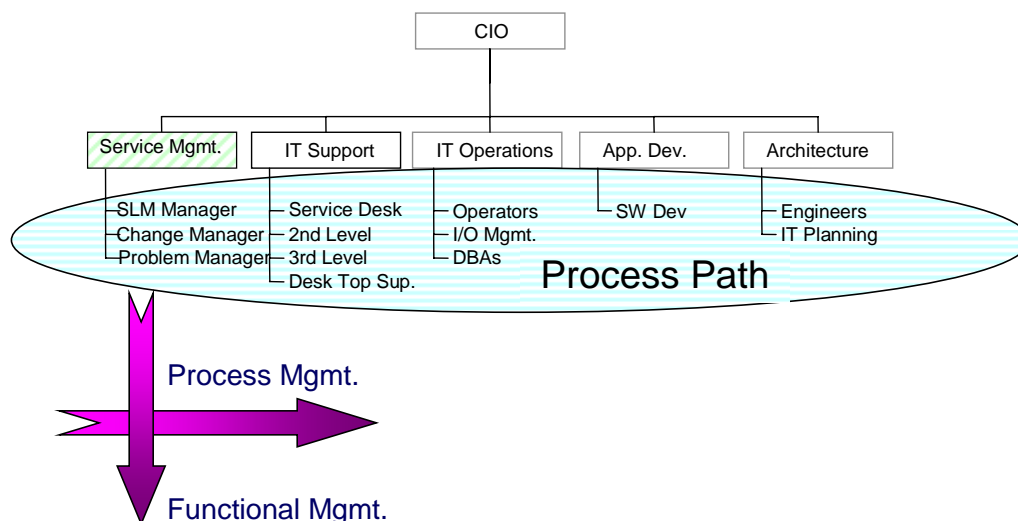 CIO
Service Mgmt.
IT Support
IT Operations
App. Dev.
Architecture
SLM Manager
Change Manager
Problem Manager
Service Desk
2nd Level
3rd Level
Desk Top Sup.
Operators
I/O Mgmt.
DBAs
SW Dev
Engineers
IT Planning
Process Path
Process Mgmt.
Functional Mgmt.